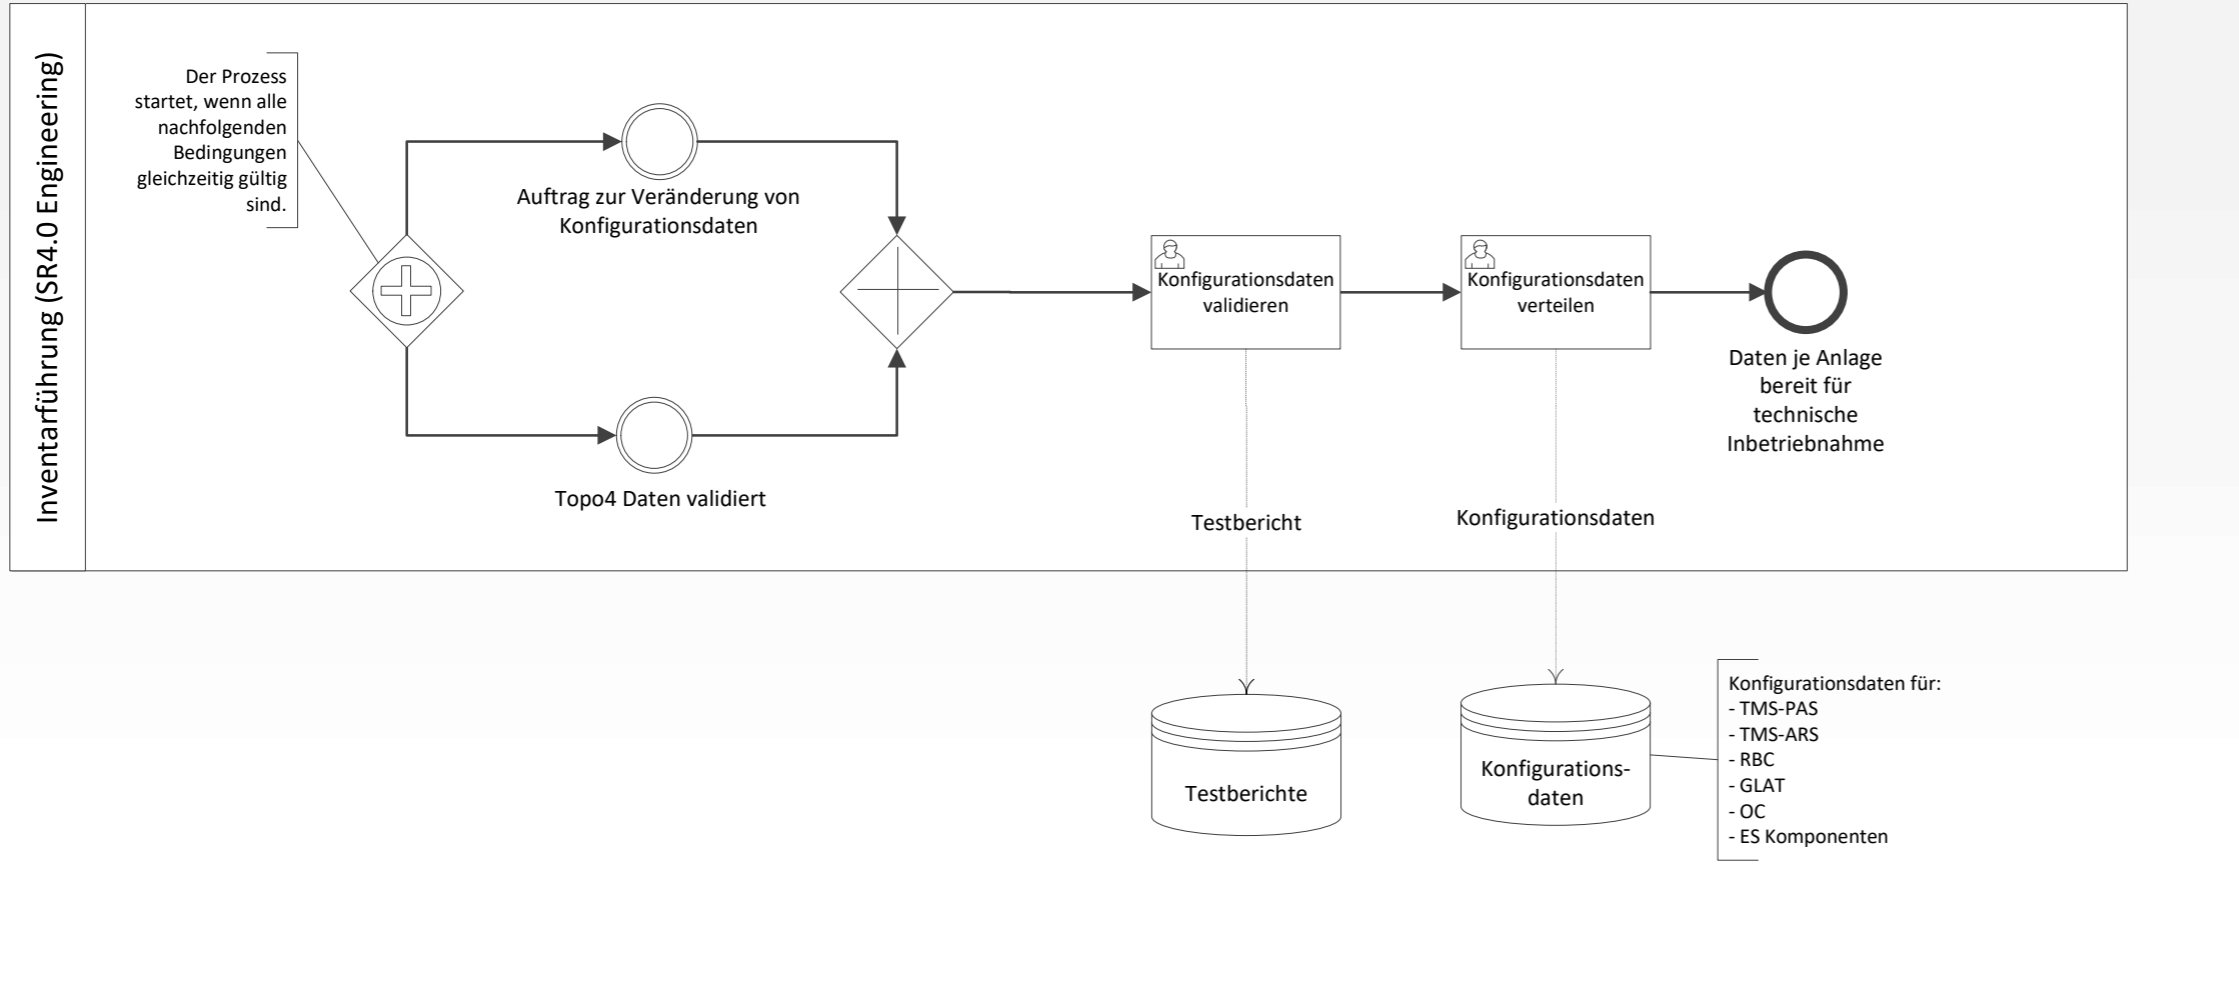 Inventarführung (SR4.0 Engineering)
Der Prozess
startet, wenn alle
nachfolgenden
Bedingungen
gleichzeitig gültig
sind.
Auftrag zur Veränderung von
Konfigurationsdaten
Topo4 Daten validiert
Konfigurationsdaten
validieren
Konfigurationsdaten
verteilen
Daten je Anlage
bereit für
technische
Inbetriebnahme
Testbericht
Konfigurationsdaten
Testberichte
Konfigurations-
daten
Konfigurationsdaten für:
- TMS-PAS
- TMS-ARS
- RBC
- GLAT
- OC
- ES Komponenten